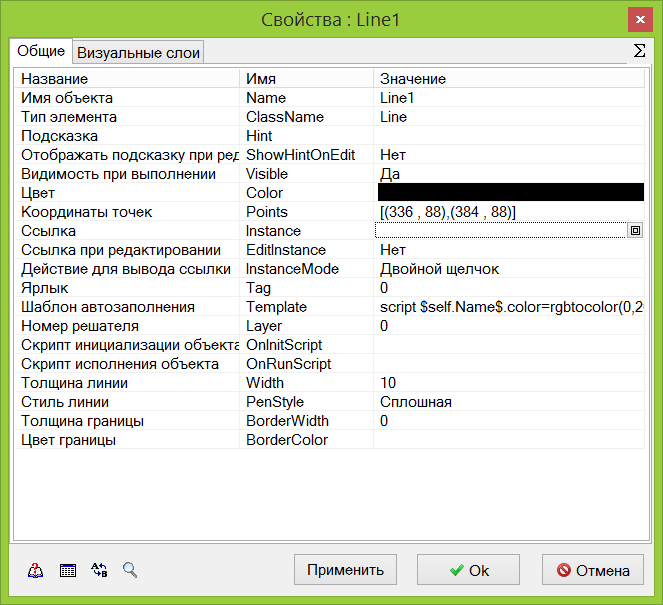 Свойства : Line1
Общие Визуальные слои Σ
Название Имя Значение
Имя объекта Name Line1
Тип элемента ClassName Line
Подсказка Hint
Отображать подсказку при ред ShowHintOnEdit Нет
Видимость при выполнении Visible Да
Цвет Color
Координаты точек Points [(336 , 88),(384 , 88)]
Ссылка Instance
Ссылка при редактировании EditInstance Нет
Действие для вывода ссылки InstanceMode Двойной щелчок
Ярлык Tag 0
Шаблон автозаполнения Template script $self.Name$.color=rgbtocolor(0,2
Номер решателя Layer 0
Скрипт инициализации объекта OnInitScript
Скрипт исполнения объекта OnRunScript
Толщина линии Width 10
Стиль линии PenStyle Сплошная
Толщина границы BorderWidth 0
Цвет границы BorderColor
Применить Ok Отмена